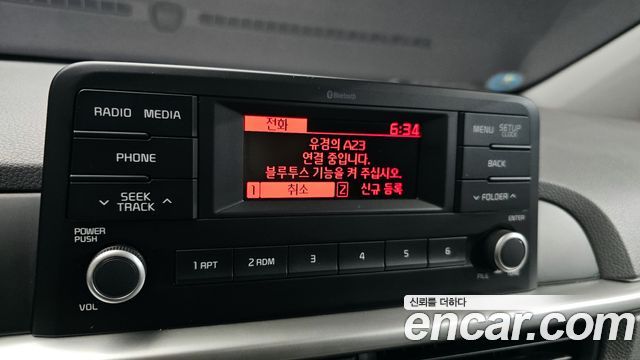 Bluetooth
RADIO MEDIA
PHONE
SEEK
TRACK
POWER
PUSH
VOL
전화 6:34
유겸의 A23
연결 중입니다.
블루투스 기능을 켜 주십시오.
1 취소 2 신규 등록
MENU SETUP
CLOCK
BACK
FOLDER
ENTER
FILE
1 RPT 2 RDM 3 4 5 6
신뢰를 더하다
encar.com